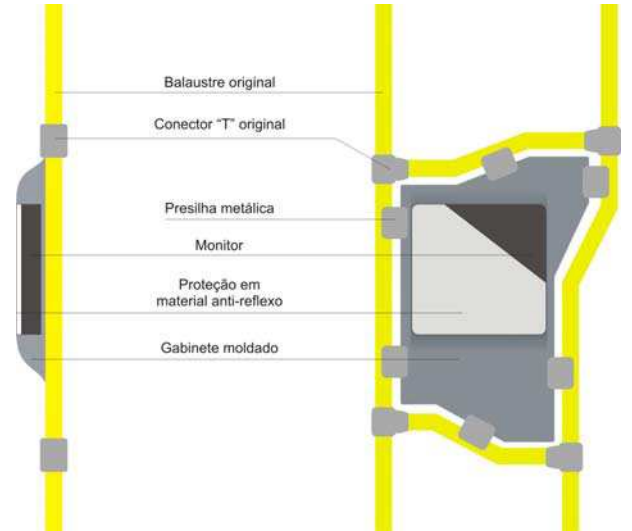 Balaustre original
Conector “T” original
Presilha metálica
Monitor
Proteção em
material anti-reflexo
Gabinete moldado